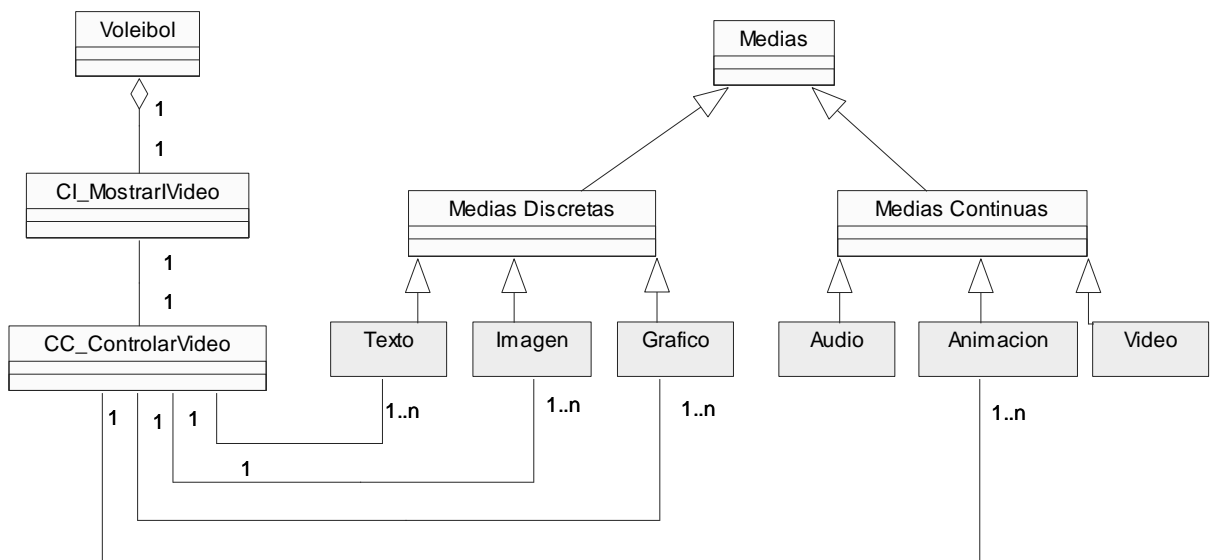 Voleibol
Medias
1
1
CI_MostrarIVideo
Medias Discretas
Medias Continuas
1
1
CC_ControlarVideo
Texto
Imagen
Grafico
Audio
Animacion
Video
1
1
1
1..n
1..n
1..n
1..n
1